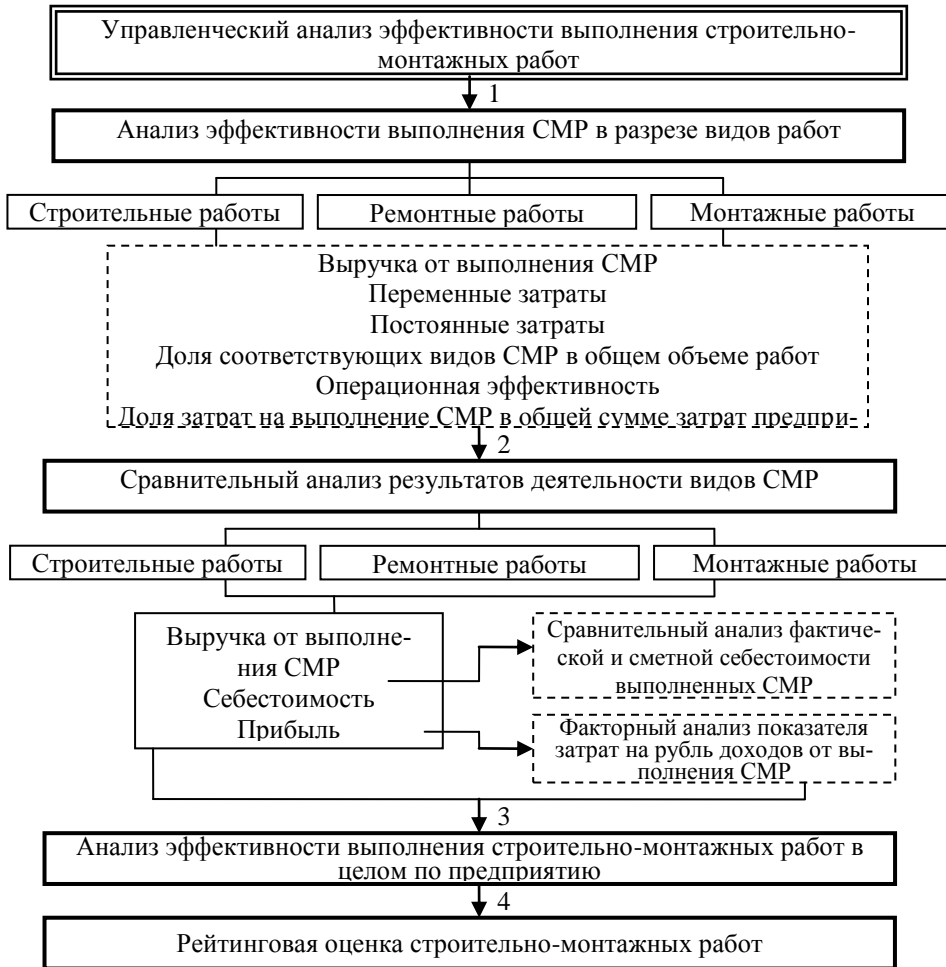 Управленческий анализ эффективности выполнения строительно-
монтажных работ
1
Анализ эффективности выполнения СМР в разрезе видов работ
Строительные работы
Ремонтные работы
Монтажные работы
Выручка от выполнения СМР
Переменные затраты
Постоянные затраты
Доля соответствующих видов СМР в общем объеме работ
Операционная эффективность
Доля затрат на выполнение СМР в общей сумме затрат предпри-
2
Сравнительный анализ результатов деятельности видов СМР
Строительные работы
Ремонтные работы
Монтажные работы
Выручка от выполне-
ния СМР
Себестоимость
Прибыль
Сравнительный анализ фактиче-
ской и сметной себестоимости
выполненных СМР
Факторный анализ показателя
затрат на рубль доходов от вы-
полнения СМР
3
Анализ эффективности выполнения строительно-монтажных работ в
целом по предприятию
4
Рейтинговая оценка строительно-монтажных работ